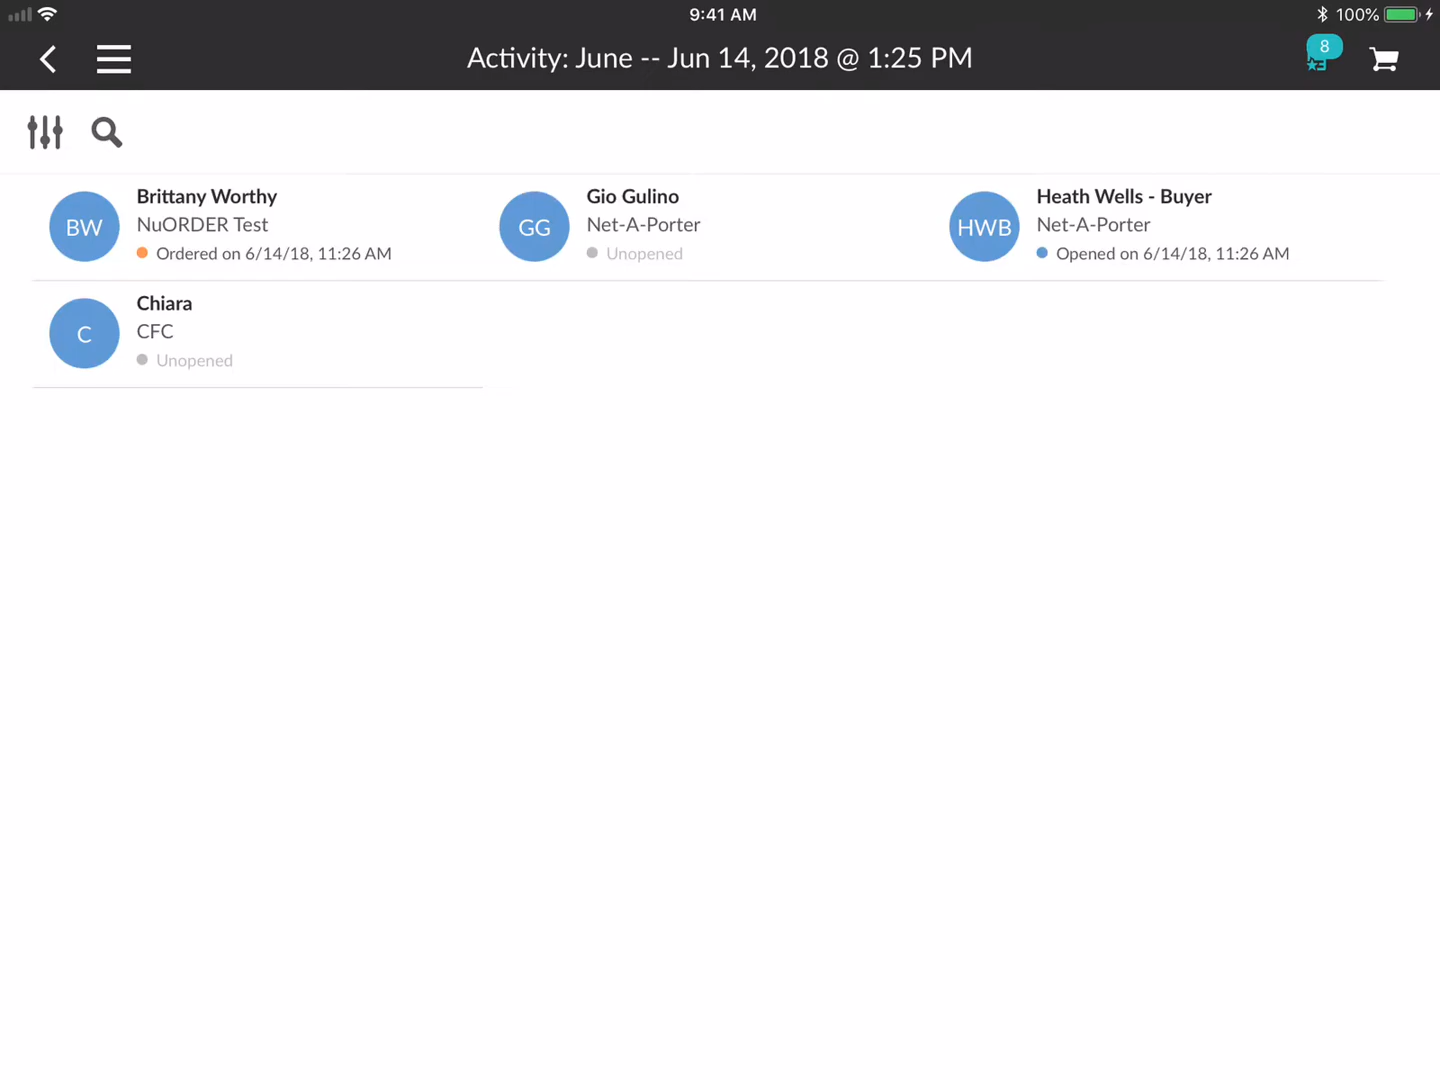 9:41 AM
100%
Activity: June -- Jun 14, 2018 @ 1:25 PM
8
BW
Brittany Worthy
NuORDER Test
Ordered on 6/14/18, 11:26 AM
GG
Gio Gulino
Net-A-Porter
Unopened
HWB
Heath Wells - Buyer
Net-A-Porter
Opened on 6/14/18, 11:26 AM
C
Chiara
CFC
Unopened